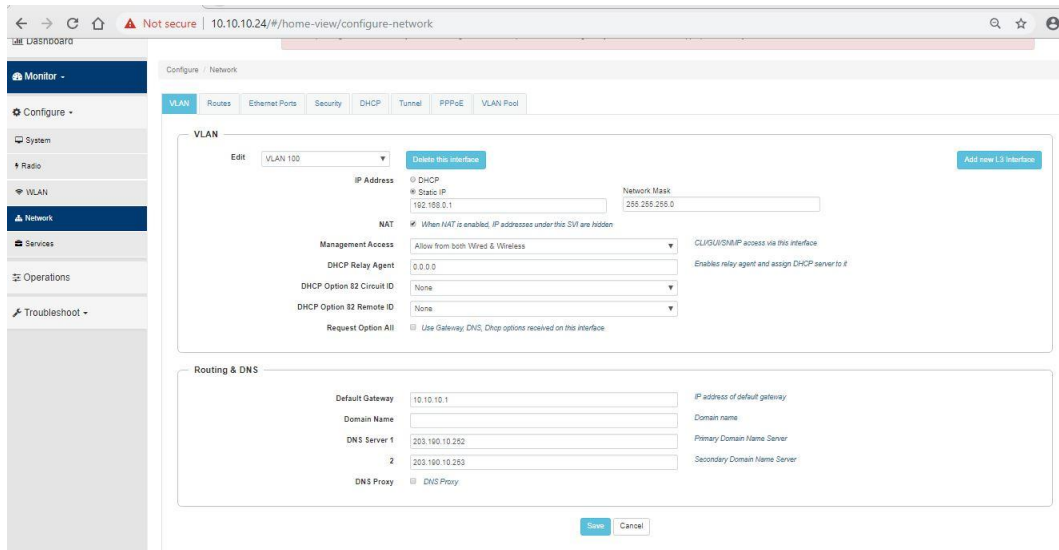 Not secure | 10.10.10.24/#/home-view/configure-network
Dashboard
Monitor
Configure / Network
Configure
VLAN Routes Ethernet Ports Security DHCP Tunnel PPPoE VLAN Pool
System
Radio
WLAN
Network
Services
Operations
Troubleshoot
VLAN
Edit VLAN 100 Delete this interface Add new L3 Interface
IP Address DHCP
Static IP Network Mask
192.168.0.1 255.255.255.0
NAT When NAT is enabled, IP addresses under this SVI are hidden
Management Access Allow from both Wired & Wireless CLI/GUI/SNMP access via this interface
DHCP Relay Agent 0.0.0.0 Enables relay agent and assign DHCP server to it
DHCP Option 82 Circuit ID None
DHCP Option 82 Remote ID None
Request Option All Use Gateway, DNS, Dhcp options received on this interface
Routing & DNS
Default Gateway 10.10.10.1 IP address of default gateway
Domain Name Domain name
DNS Server 1 203.190.10.252 Primary Domain Name Server
2 203.190.10.253 Secondary Domain Name Server
DNS Proxy DNS Proxy
Save Cancel